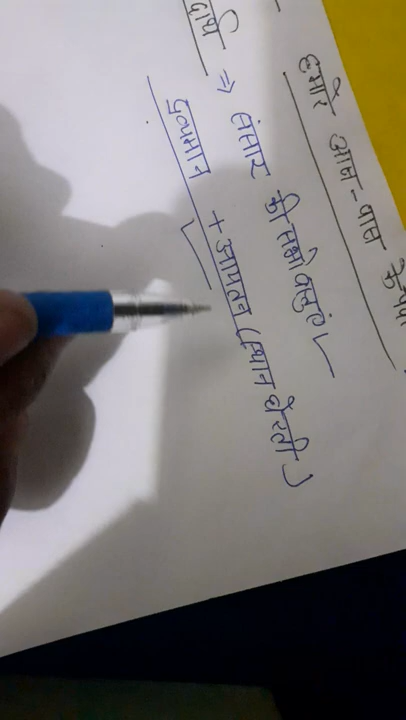 हमारे आस-पास के
⇒ संसार की सभी वस्तुएं
द्रव्यमान + आयतन (स्थान घेरती)